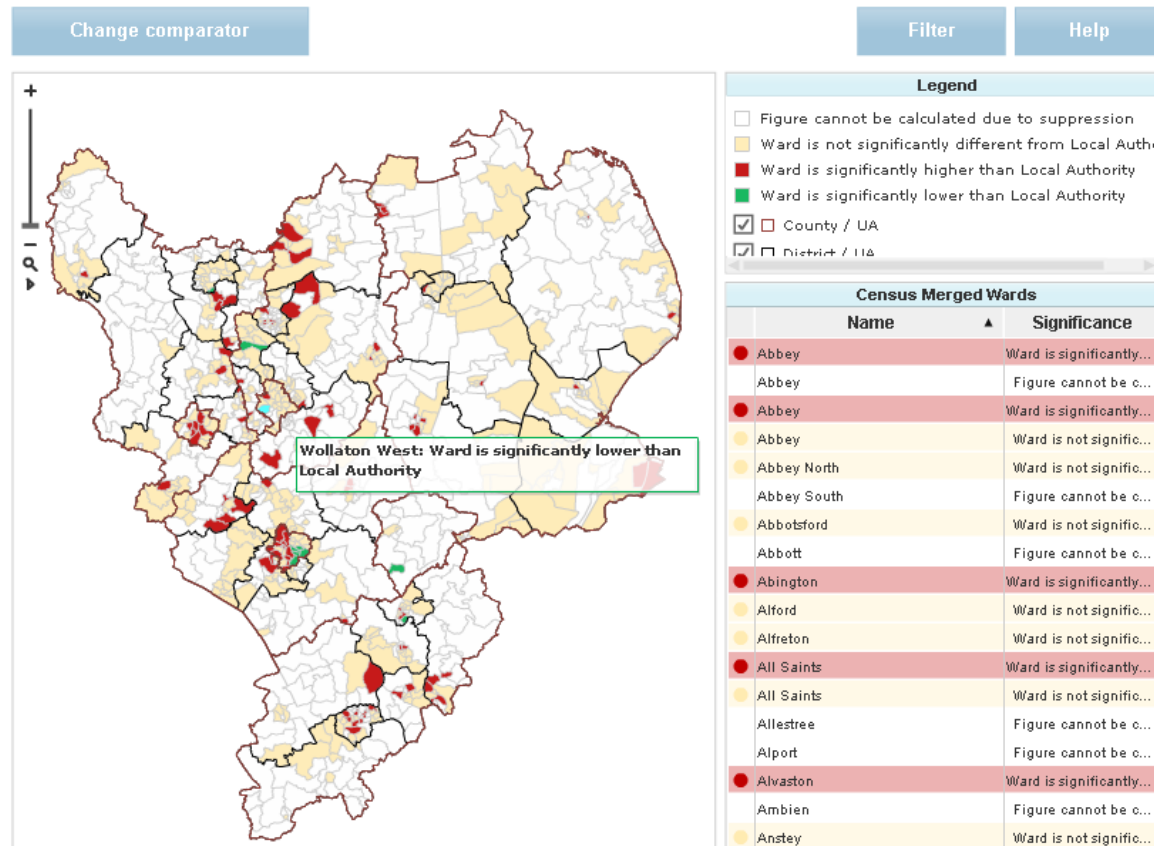 Change comparator
Filter
Help
+
−
Legend
Figure cannot be calculated due to suppression
Ward is not significantly different from Local Autho
Ward is significantly higher than Local Authority
Ward is significantly lower than Local Authority
County / UA
District / UA
Wollaton West: Ward is significantly lower than
Local Authority
Census Merged Wards
Name ▲ Significance
Abbey Ward is significantly...
Abbey Figure cannot be c...
Abbey Ward is significantly...
Abbey Ward is not signific...
Abbey North Ward is not signific...
Abbey South Figure cannot be c...
Abbotsford Ward is not signific...
Abbott Figure cannot be c...
Abington Ward is significantly...
Alford Ward is not signific...
Alfreton Ward is not signific...
All Saints Ward is significantly...
All Saints Ward is not signific...
Allestree Figure cannot be c...
Alport Figure cannot be c...
Alvaston Ward is significantly...
Ambien Figure cannot be c...
Anstey Ward is not signific...